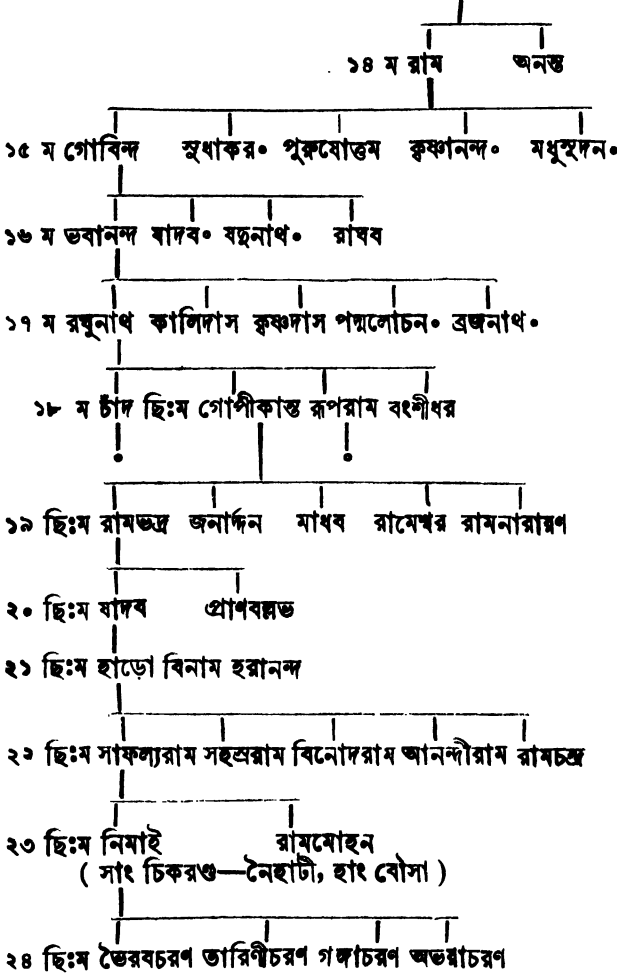 ১৪ ম রাম অনন্ত
১৫ ম গোবিন্দ সুধাকর॰ পুরুষোত্তম কৃষ্ণানন্দ॰ মধুসূদন॰
১৬ ম ভবানন্দ যাদব॰ যদুনাথ॰ রাঘব
১৭ ম রঘুনাথ কালিদাস কৃষ্ণদাস পদ্মলোচন॰ ব্রজনাথ॰
১৮ ম চাঁদ ছিঃম গোপীকান্ত রূপরাম বংশীধর
১৯ ছিঃম রামভদ্র জনার্দ্দন মাধব রামেশ্বর রামনারায়ণ
২০ ছিঃম যাদব প্রাণবল্লভ
২১ ছিঃম হাড়ো বিনাম হরানন্দ
২২ ছিঃম সাফল্যরাম সহস্ররাম বিনোদরাম আনন্দীরাম রামচন্দ্র
২৩ ছিঃম নিমাই রামমোহন
( সাং চিকরণ্ড—নৈহাটী, হাং বোঁসা )
২৪ ছিঃম ভৈরবচরণ তারিণীচরণ গঙ্গাচরণ অভয়াচরণ